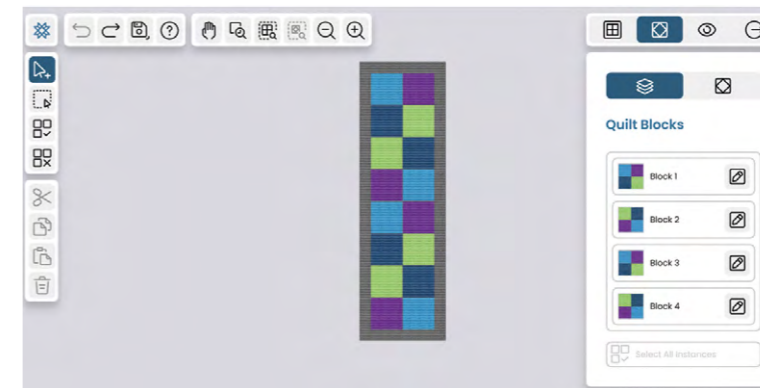 Quilt Blocks
Block 1
Block 2
Block 3
Block 4
Select All Instances